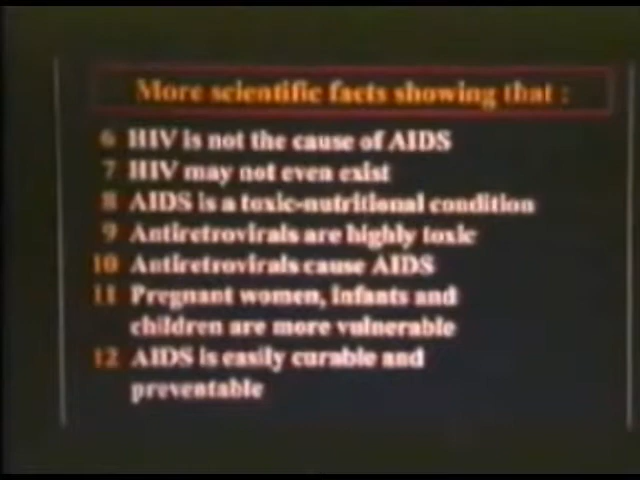 More scientific facts showing that :
6 HIV is not the cause of AIDS
7 HIV may not even exist
8 AIDS is a toxic-nutritional condition
9 Antiretrovirals are highly toxic
10 Antiretrovirals cause AIDS
11 Pregnant women, infants and
children are more vulnerable
12 AIDS is easily curable and
preventable